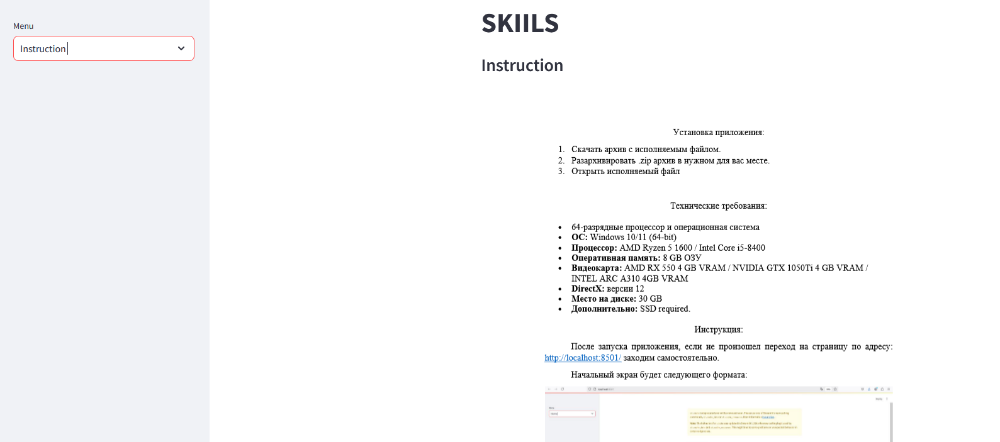 Menu
Instruction
SKIILS
Instruction
Установка приложения:
1. Скачать архив с исполняемым файлом.
2. Разархивировать .zip архив в нужном для вас месте.
3. Открыть исполняемый файл
Технические требования:
• 64-разрядные процессор и операционная система
• ОС: Windows 10/11 (64-bit)
• Процессор: AMD Ryzen 5 1600 / Intel Core i5-8400
• Оперативная память: 8 GB ОЗУ
• Видеокарта: AMD RX 550 4 GB VRAM / NVIDIA GTX 1050Ti 4 GB VRAM /
INTEL ARC A310 4GB VRAM
• DirectX: версии 12
• Место на диске: 30 GB
• Дополнительно: SSD required.
Инструкция:
После запуска приложения, если не произошел переход на страницу по адресу:
http://localhost:8501/ заходим самостоятельно.
Начальный экран будет следующего формата: